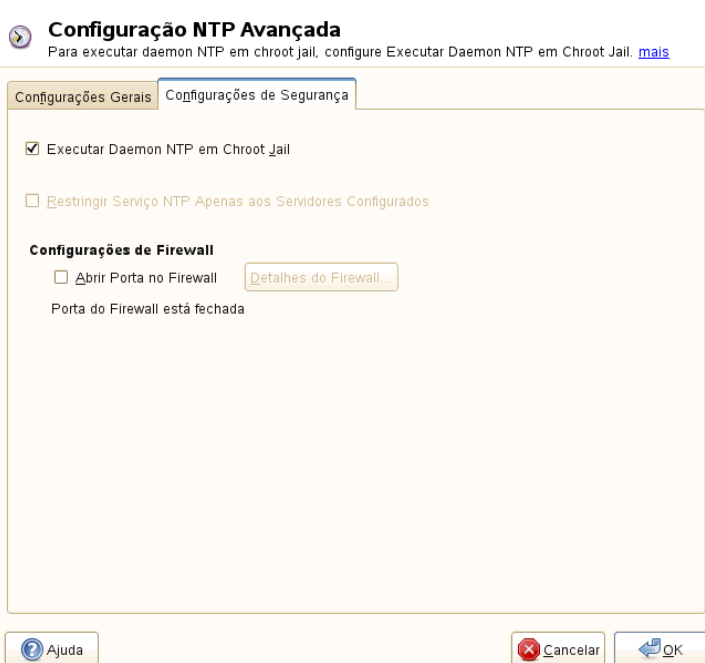 Configuração NTP Avançada
Para executar daemon NTP em chroot jail, configure Executar Daemon NTP em Chroot Jail. mais
Configurações Gerais
Configurações de Segurança
Executar Daemon NTP em Chroot Jail
Restringir Serviço NTP Apenas aos Servidores Configurados
Configurações de Firewall
Abrir Porta no Firewall
Detalhes do Firewall...
Porta do Firewall está fechada
Ajuda
Cancelar
OK